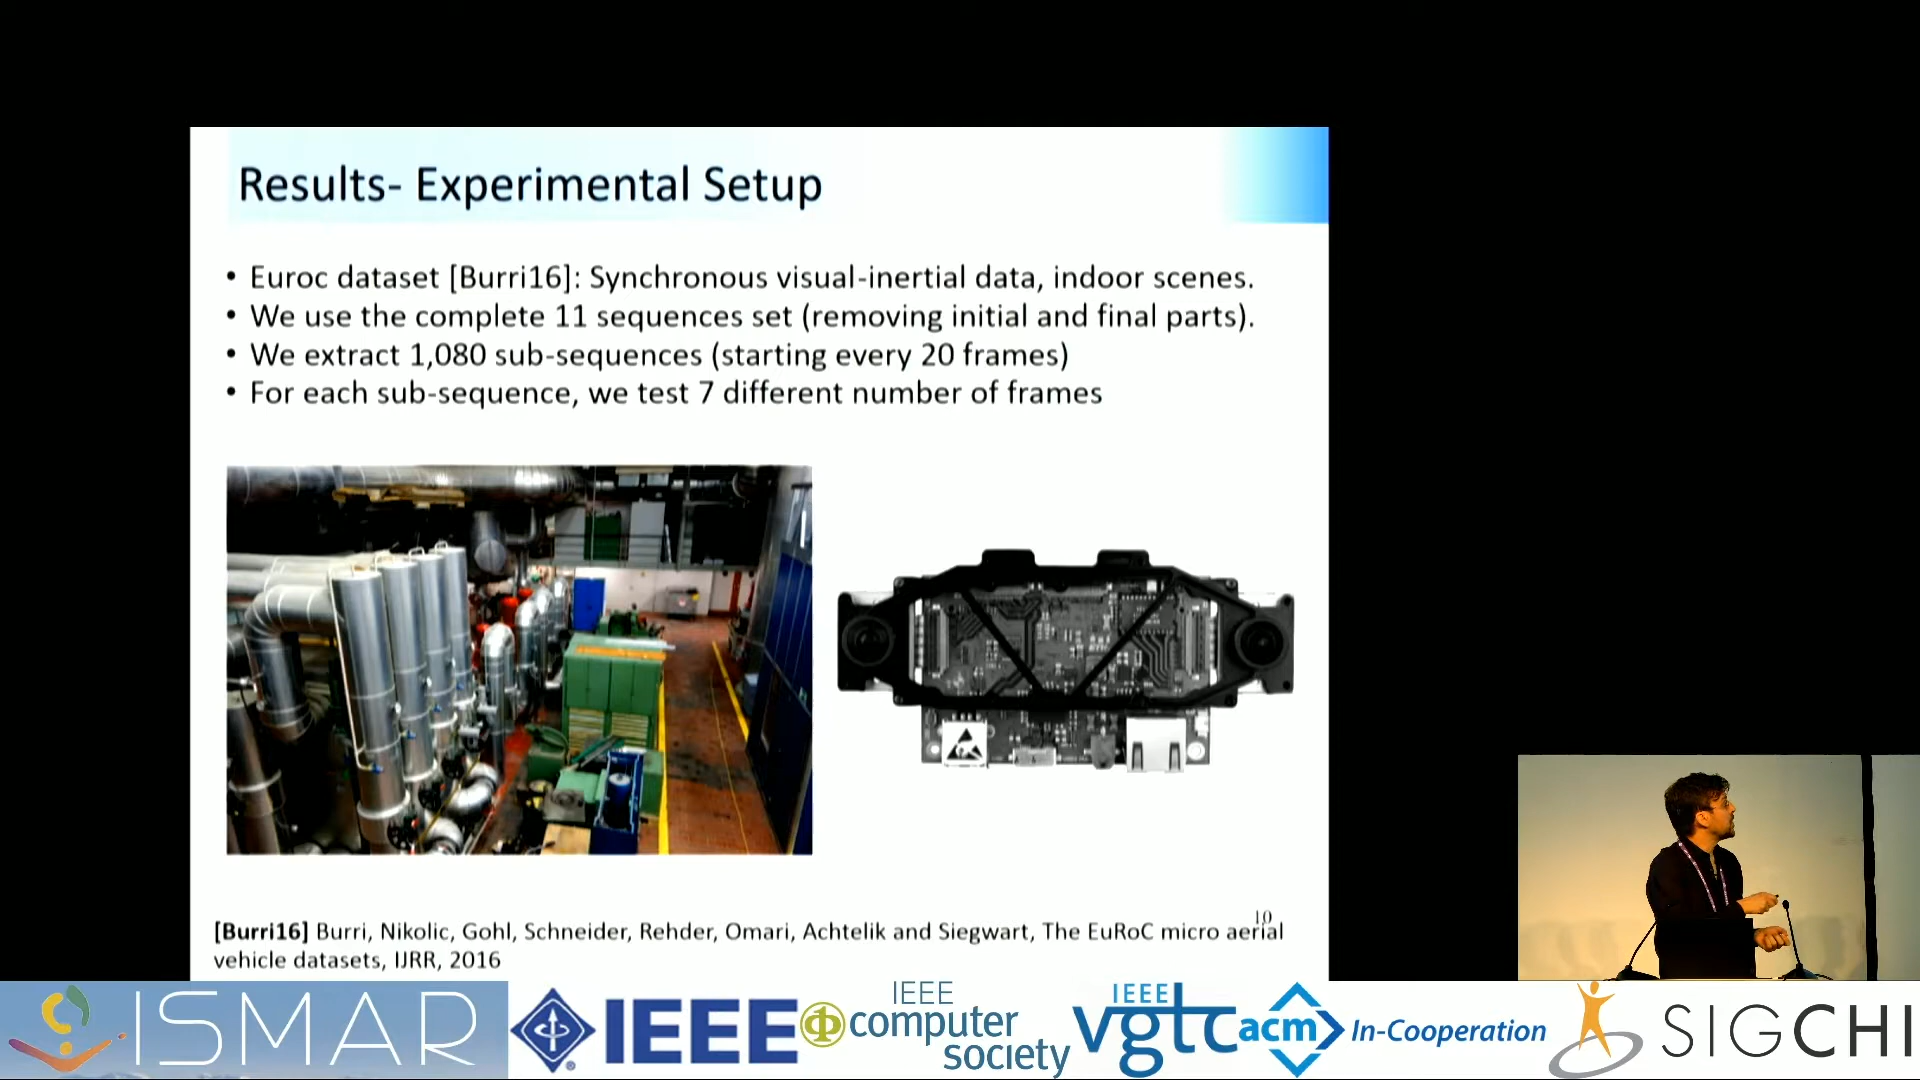 Results- Experimental Setup
• Euroc dataset [Burri16]: Synchronous visual-inertial data, indoor scenes.
• We use the complete 11 sequences set (removing initial and final parts).
• We extract 1,080 sub-sequences (starting every 20 frames)
• For each sub-sequence, we test 7 different number of frames
10
[Burri16] Burri, Nikolic, Gohl, Schneider, Rehder, Omari, Achtelik and Siegwart, The EuRoC micro aerial
vehicle datasets, IJRR, 2016
ISMAR
IEEE
IEEE
computer
society
IEEE
vgtc
acm In-Cooperation
SIGCHI